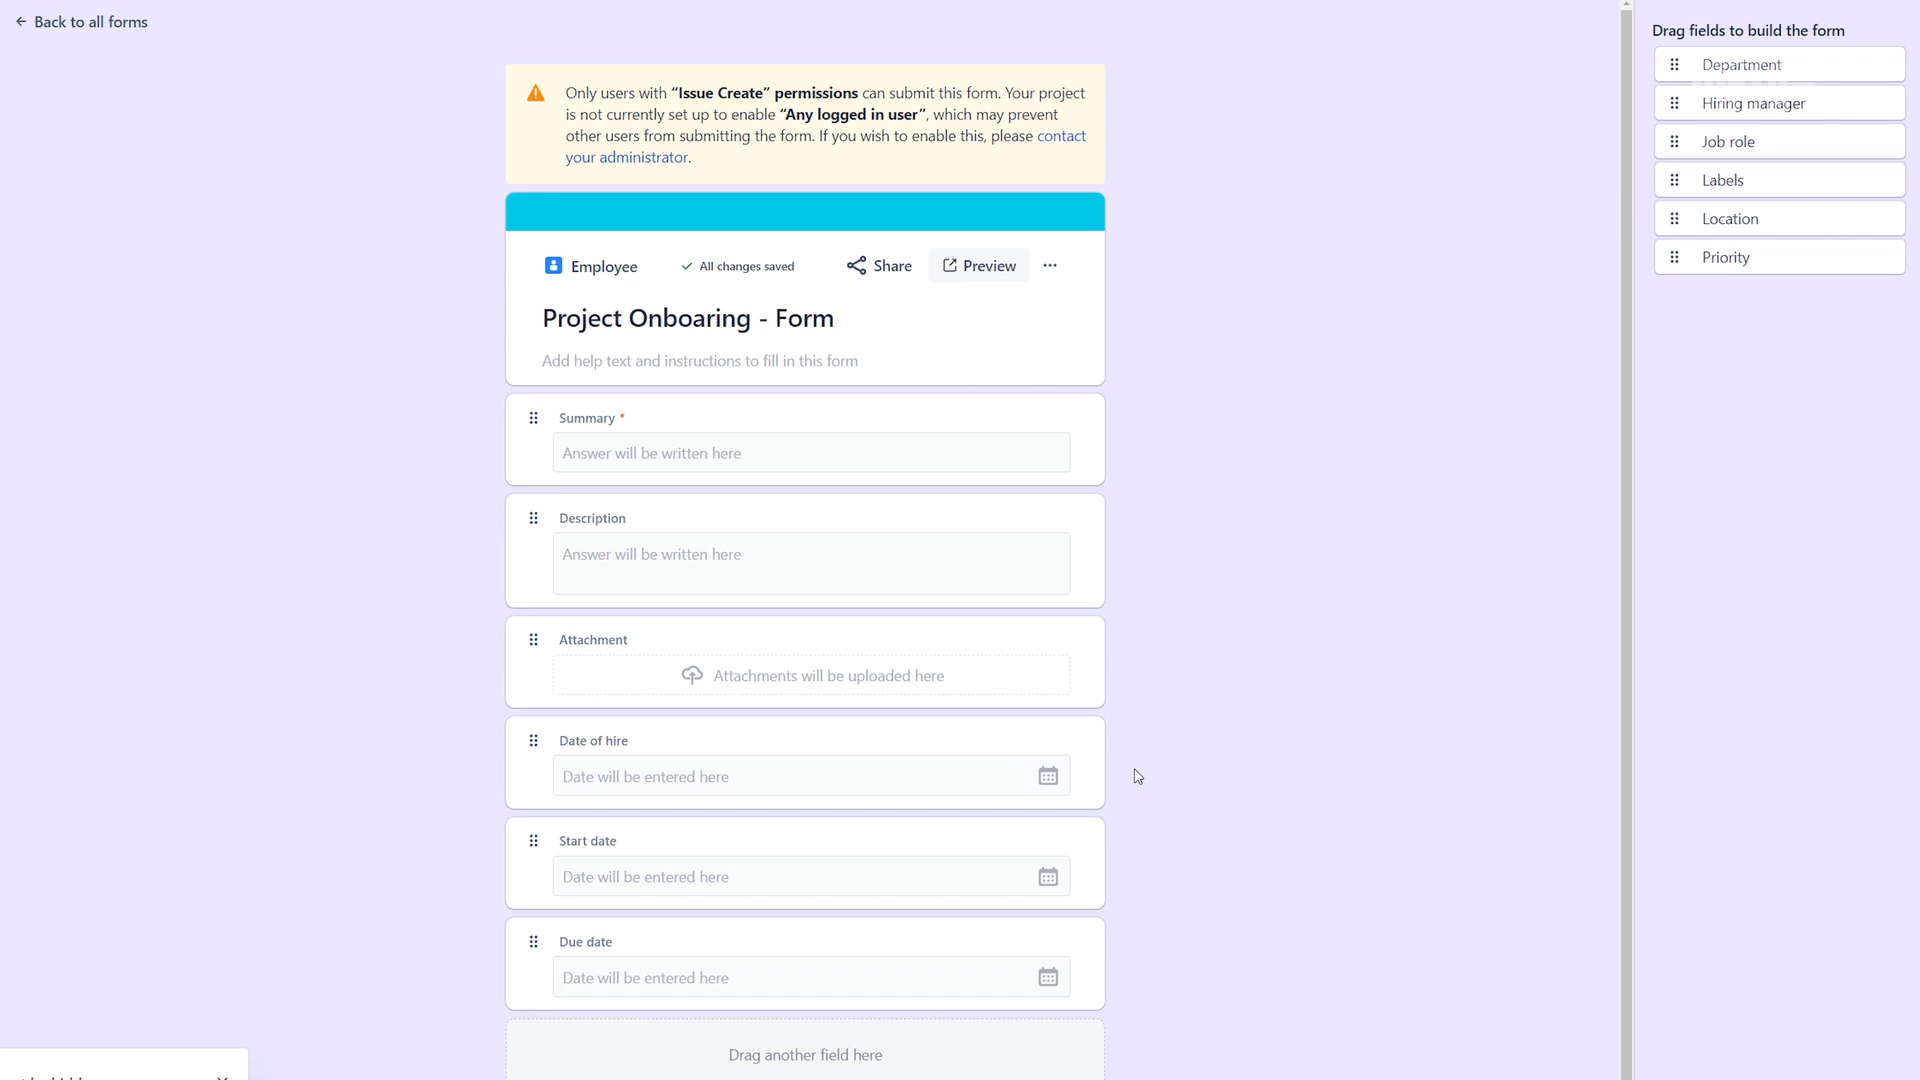 Back to all forms
Only users with “Issue Create” permissions can submit this form. Your project
is not currently set up to enable “Any logged in user”, which may prevent
other users from submitting the form. If you wish to enable this, please contact
your administrator.
Employee
All changes saved
Share
Preview
Project Onboaring - Form
Add help text and instructions to fill in this form
Summary *
Answer will be written here
Description
Answer will be written here
Attachment
Attachments will be uploaded here
Date of hire
Date will be entered here
Start date
Date will be entered here
Due date
Date will be entered here
Drag another field here
Drag fields to build the form
Department
Hiring manager
Job role
Labels
Location
Priority